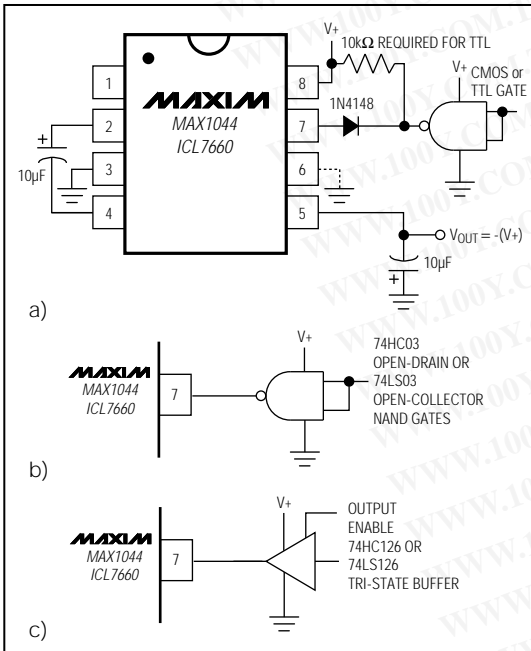 V+
10kΩ REQUIRED FOR TTL
V+
CMOS or
TTL GATE
1
8
MAXIM
1N4148
MAX1044
ICL7660
2
7
+
10µF
3
6
4
5
VOUT = -(V+)
10µF
+
a)
V+
74HC03
OPEN-DRAIN OR
74LS03
OPEN-COLLECTOR
NAND GATES
MAXIM
MAX1044
ICL7660
7
b)
V+
OUTPUT
ENABLE
74HC126 OR
74LS126
TRI-STATE BUFFER
MAXIM
MAX1044
ICL7660
7
c)